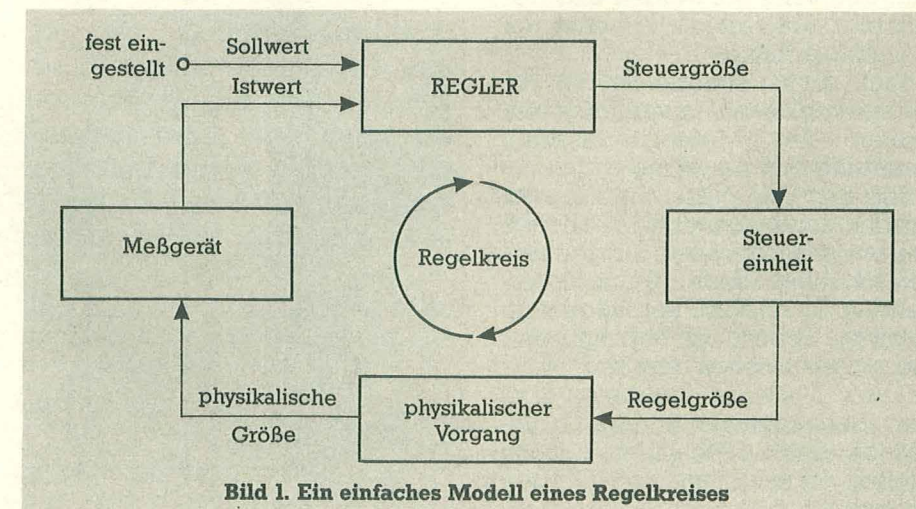 fest ein-
gestellt
Sollwert
Istwert
REGLER
Steuergröße
Meßgerät
Regelkreis
Steuer-
einheit
physikalische
Größe
physikalischer
Vorgang
Regelgröße
Bild 1. Ein einfaches Modell eines Regelkreises